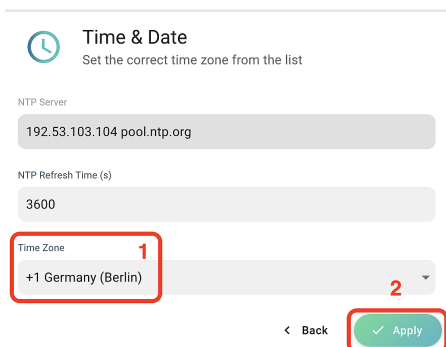 Time & Date
Set the correct time zone from the list
NTP Server
192.53.103.104 pool.ntp.org
NTP Refresh Time (s)
3600
Time Zone
1
+1 Germany (Berlin)
2
Back
Apply